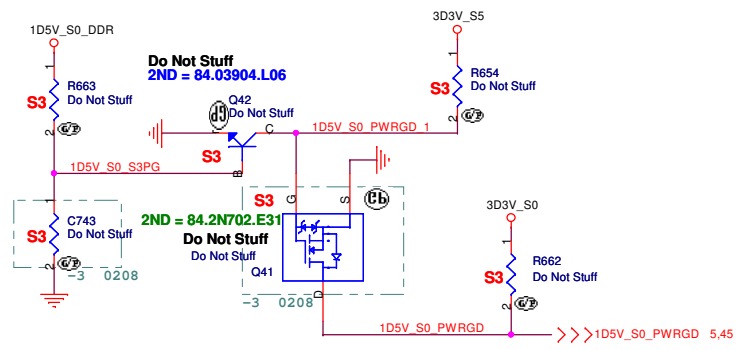 1D5V_S0_DDR
1
R663
Do Not Stuff
S3
2
G/P
Do Not Stuff
2ND = 84.03904.L06
Q42
Do Not Stuff
C
B
S3
1D5V_S0_PWRGD_1
3D3V_S5
1
R654
Do Not Stuff
S3
2
G/P
1D5V_S0_S3PG
1
C743
Do Not Stuff
S3
2
G/P
-3 0208
S3
G
S
2ND = 84.2N702.E31
Do Not Stuff
Do Not Stuff
Q41
D
-3 0208
3D3V_S0
1
R662
Do Not Stuff
S3
2
G/P
1D5V_S0_PWRGD
1D5V_S0_PWRGD 5,45